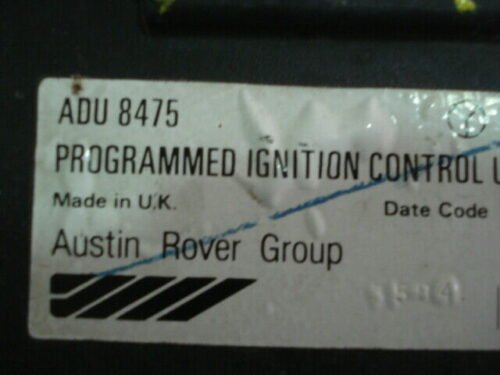 ADU 8475
PROGRAMMED IGNITION CONTROL U
Made in U.K.
Date Code
Austin Rover Group